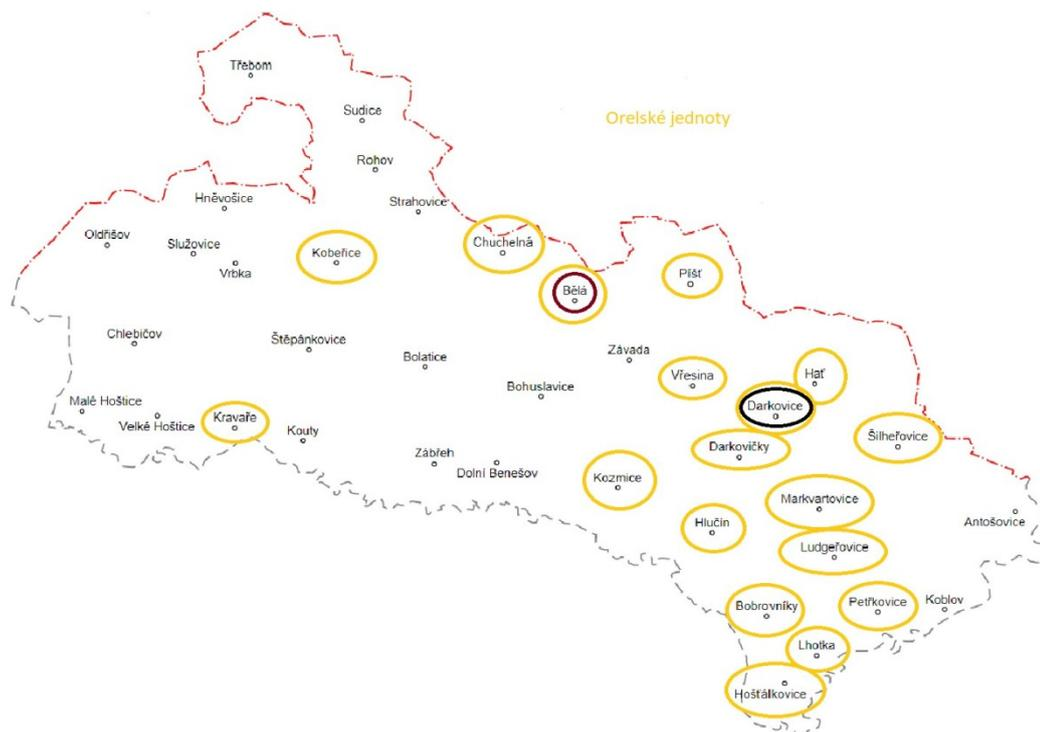 Třebom
Sudice
Orelské jednoty
Rohov
Hněvošice
Strahovice
Oldřišov
Služovice
Vrbka
Kobeřice
Chuchelná
Bělá
Píšť
Chlebičov
Štěpánkovice
Bolatice
Závada
Bohuslavice
Vřesina
Hať
Malé Hoštice
Velké Hoštice
Kravaře
Kouty
Darkovice
Šilheřovice
Darkovičky
Zábřeh
Dolní Benešov
Kozmice
Markvartovice
Hlučín
Antošovice
Ludgeřovice
Bobrovníky
Petřkovice
Koblov
Lhotka
Hošťálkovice